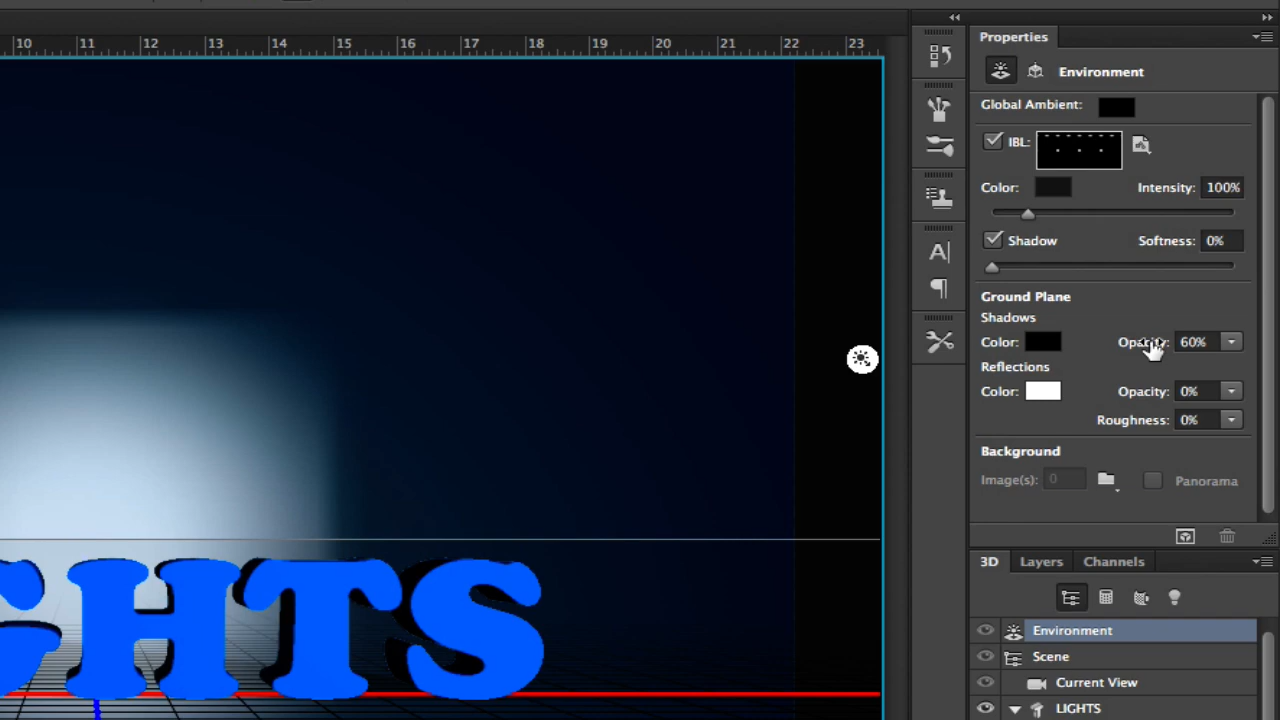 10 11 12 13 14 15 16 17 18 19 20 21 22 23
Properties
Environment
Global Ambient:
IBL:
Color: Intensity: 100%
Shadow Softness: 0%
Ground Plane
Shadows
Color: Opacity: 60%
Reflections
Color: Opacity: 0%
Roughness: 0%
Background
Image(s): 0 Panorama
3D Layers Channels
Environment
Scene
Current View
LIGHTS
GHTS
A